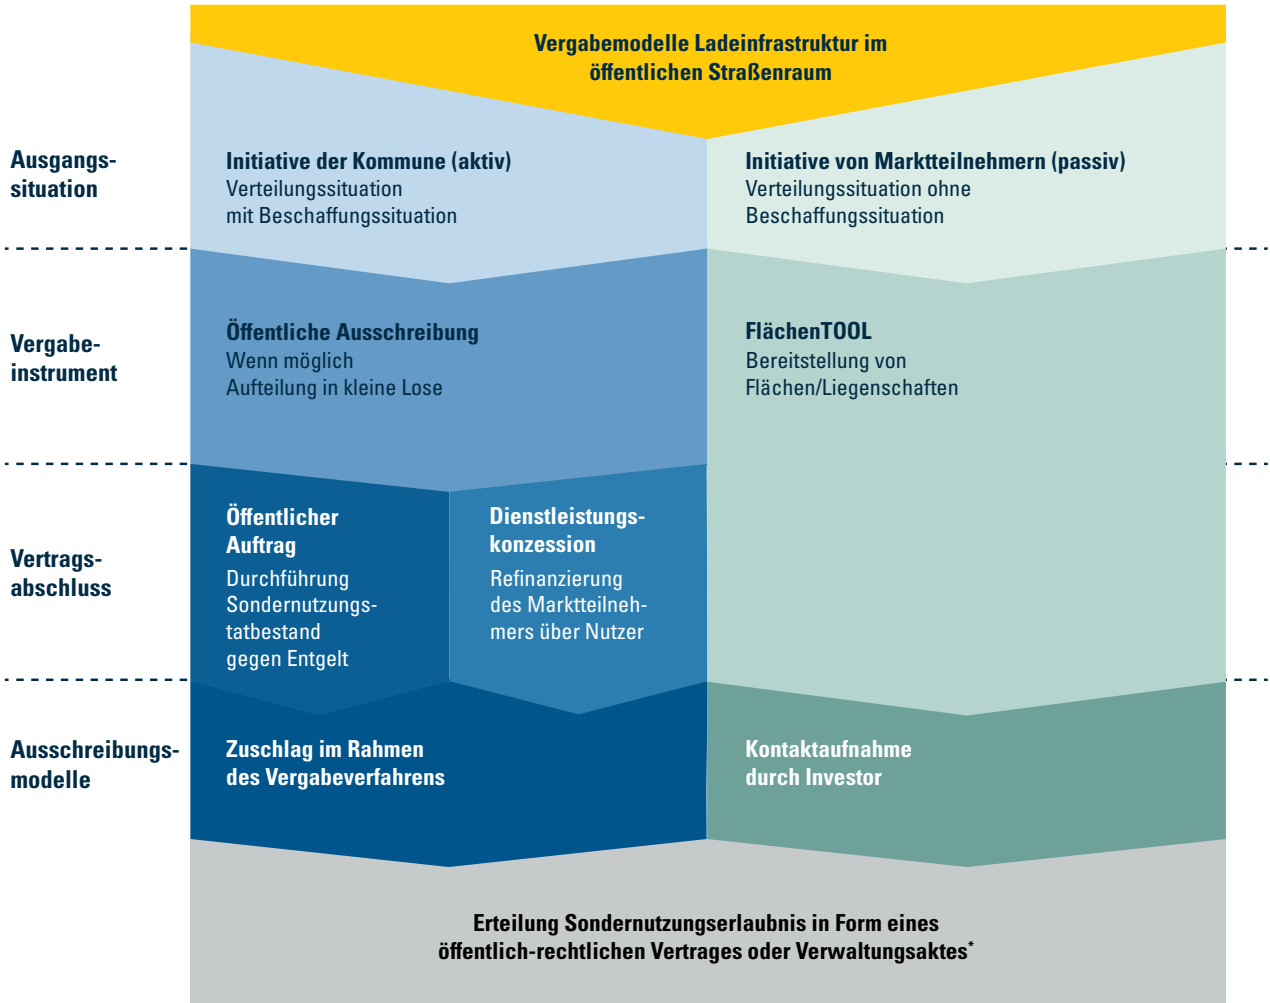 Vergabemodelle Ladeinfrastruktur im
öffentlichen Straßenraum
Ausgangs-
situation
Initiative der Kommune (aktiv)
Verteilungssituation
mit Beschaffungssituation
Initiative von Marktteilnehmern (passiv)
Verteilungssituation ohne
Beschaffungssituation
Vergabe-
instrument
Öffentliche Ausschreibung
Wenn möglich
Aufteilung in kleine Lose
FlächenTOOL
Bereitstellung von
Flächen/Liegenschaften
Vertrags-
abschluss
Öffentlicher
Auftrag
Durchführung
Sondernutzungs-
tatbestand
gegen Entgelt
Dienstleistungs-
konzession
Refinanzierung
des Marktteilneh-
mers über Nutzer
Ausschreibungs-
modelle
Zuschlag im Rahmen
des Vergabeverfahrens
Kontaktaufnahme
durch Investor
Erteilung Sondernutzungserlaubnis in Form eines
öffentlich-rechtlichen Vertrages oder Verwaltungsaktes*